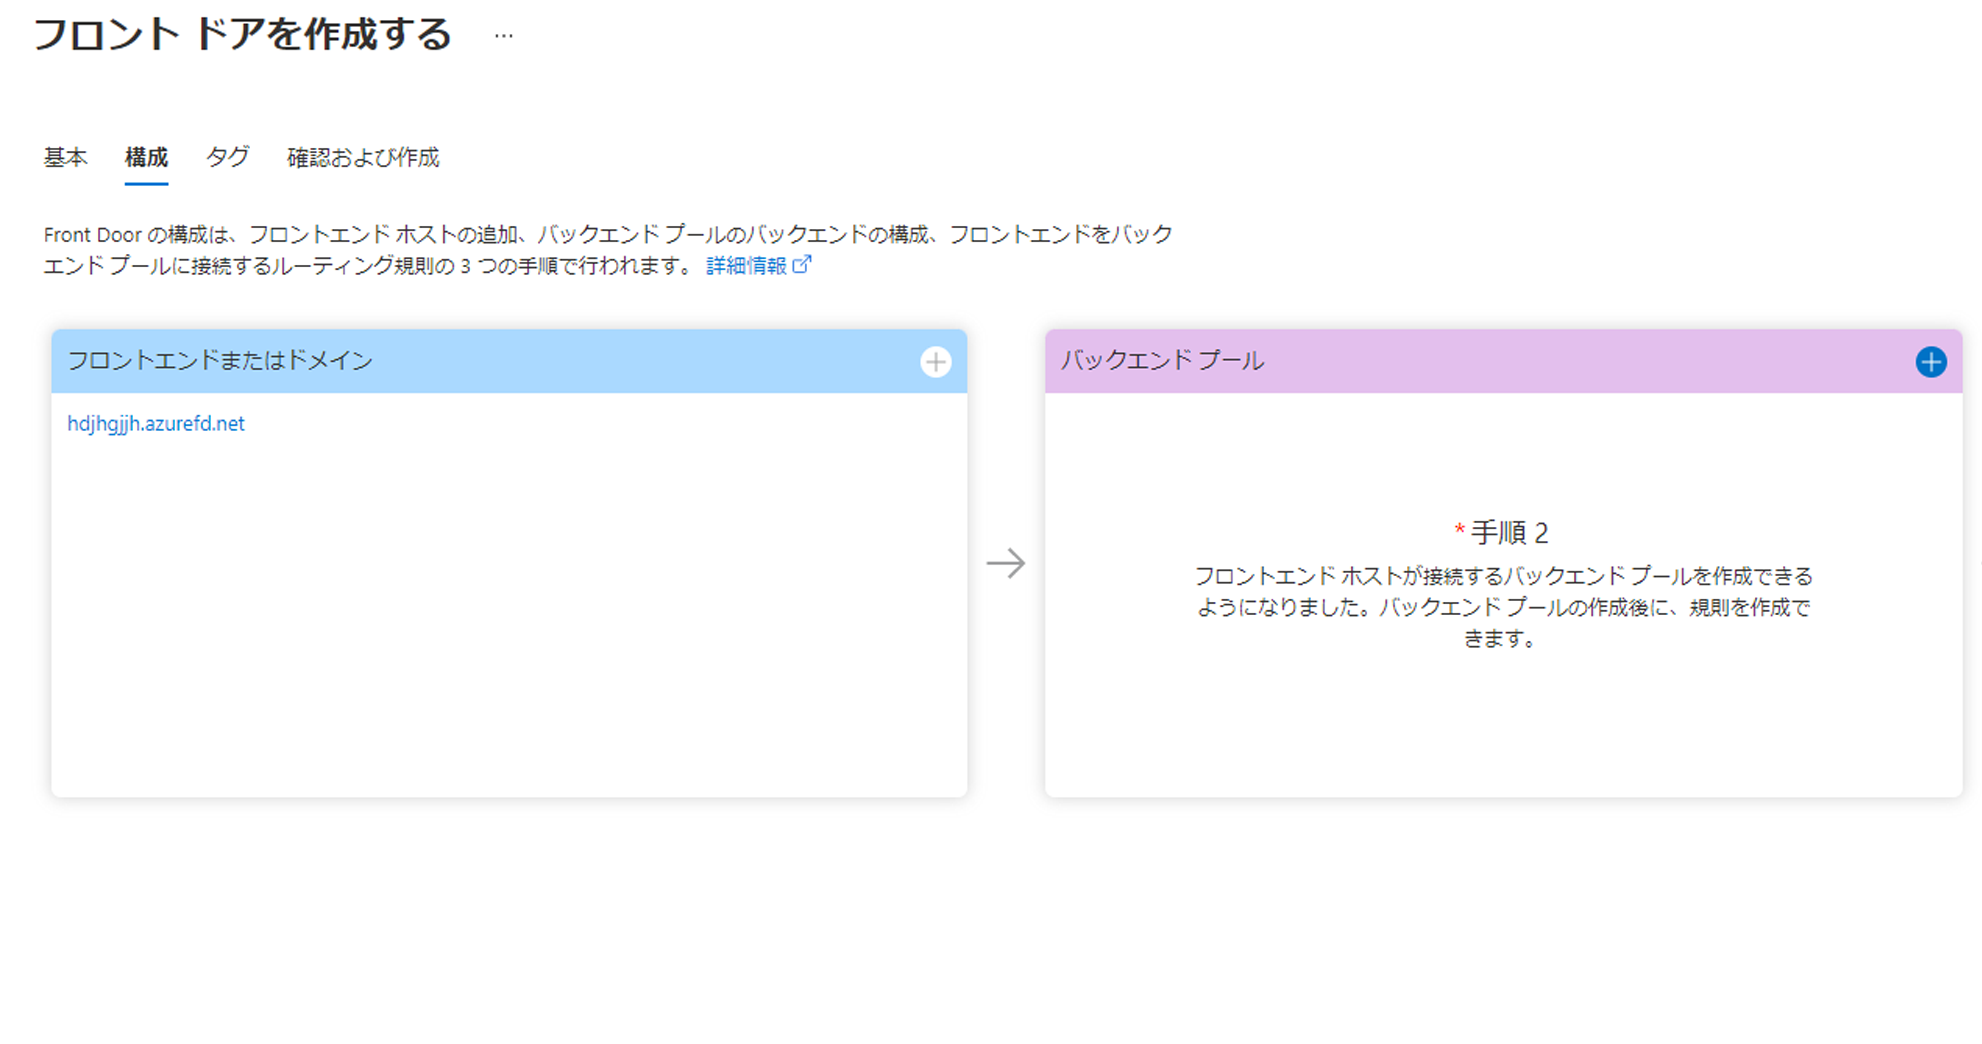 フロント ドアを作成する ...
基本 構成 タグ 確認および作成
Front Door の構成は、フロントエンド ホストの追加、バックエンド プールのバックエンドの構成、フロントエンドをバック
エンド プールに接続するルーティング規則の 3 つの手順で行われます。 詳細情報
フロントエンドまたはドメイン
hdjhgjjh.azurefd.net
バックエンド プール
* 手順 2
フロントエンド ホストが接続するバックエンド プールを作成できる
ようになりました。バックエンド プールの作成後に、規則を作成で
きます。